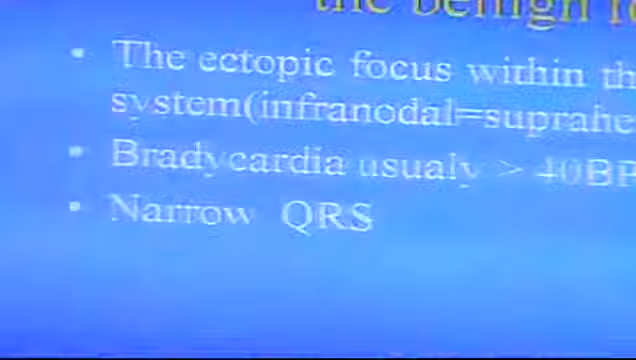 the benign
• The ectopic focus within th
system(infranodal=suprahe
• Bradycardia usualy > 40BP
• Narrow QRS